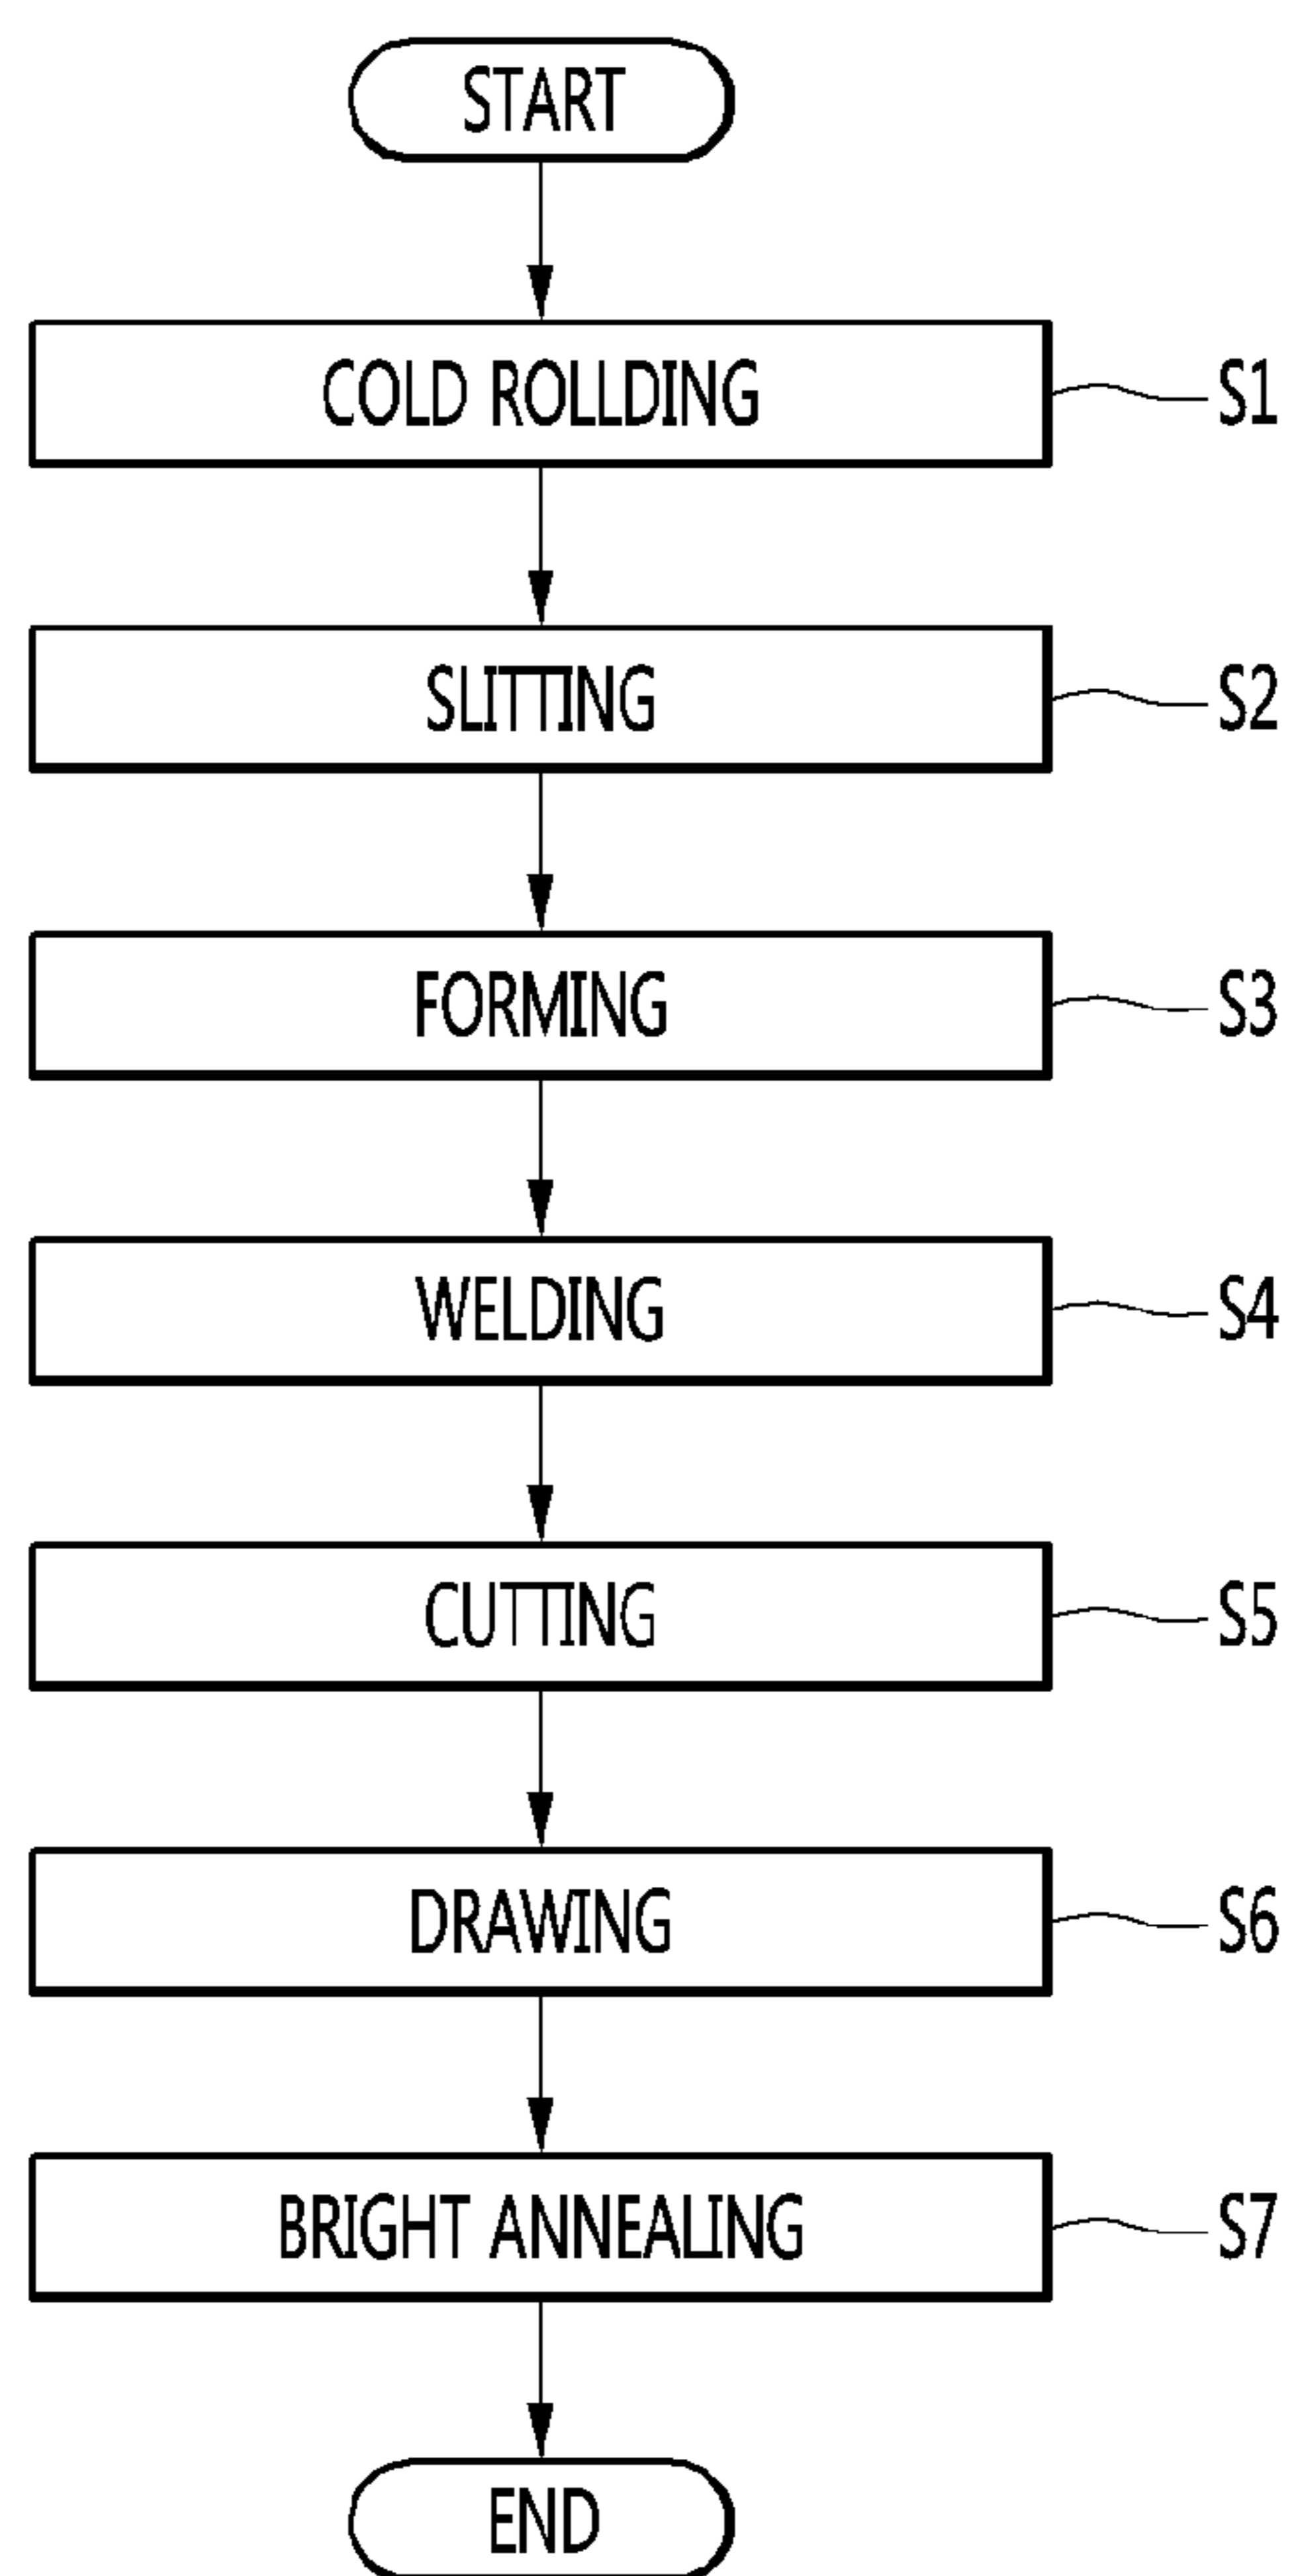 START
COLD ROLLDING S1
SLITTING S2
FORMING S3
WELDING S4
CUTTING S5
DRAWING S6
BRIGHT ANNEALING S7
END